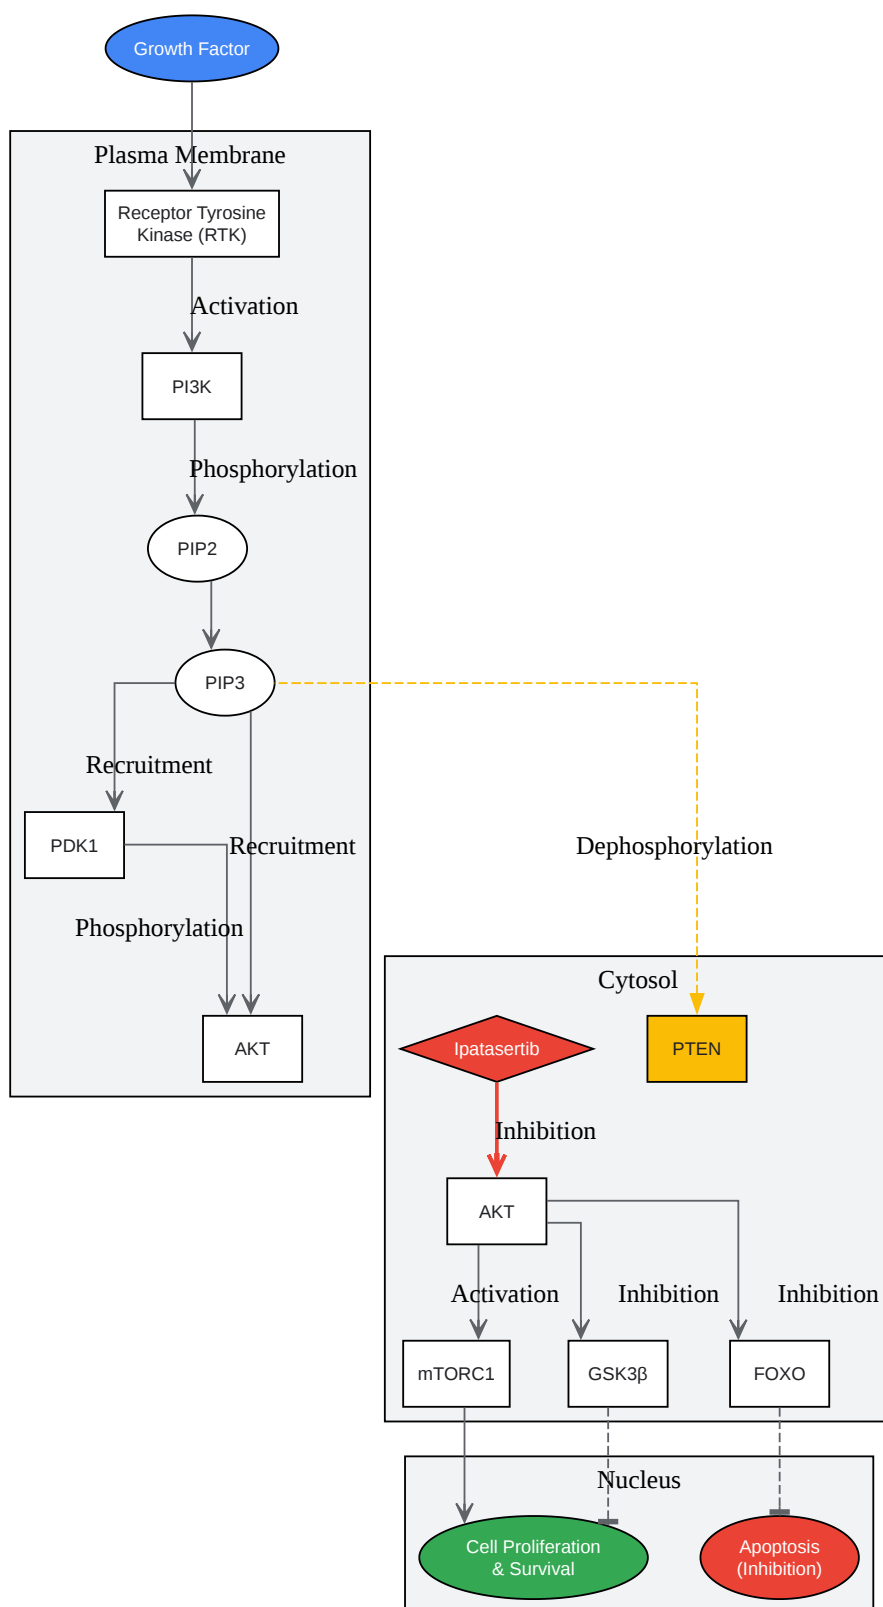 Growth Factor
Plasma Membrane
Receptor Tyrosine
Kinase (RTK)
Activation
PI3K
Phosphorylation
PIP2
PIP3
Recruitment
PDK1
Recruitment
Dephosphorylation
Phosphorylation
Cytosol
AKT
Ipatasertib
PTEN
Inhibition
AKT
Activation
Inhibition
Inhibition
mTORC1
GSK3β
FOXO
Nucleus
Cell Proliferation
& Survival
Apoptosis
(Inhibition)